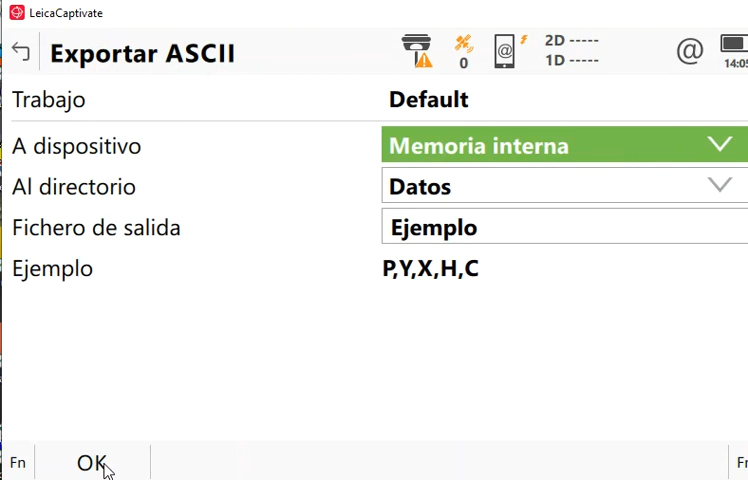 LeicaCaptivate
Exportar ASCII
0
@
2D -----
1D -----
@
14:05
Trabajo Default
A dispositivo Memoria interna
Al directorio Datos
Fichero de salida Ejemplo
Ejemplo P,Y,X,H,C
Fn OK